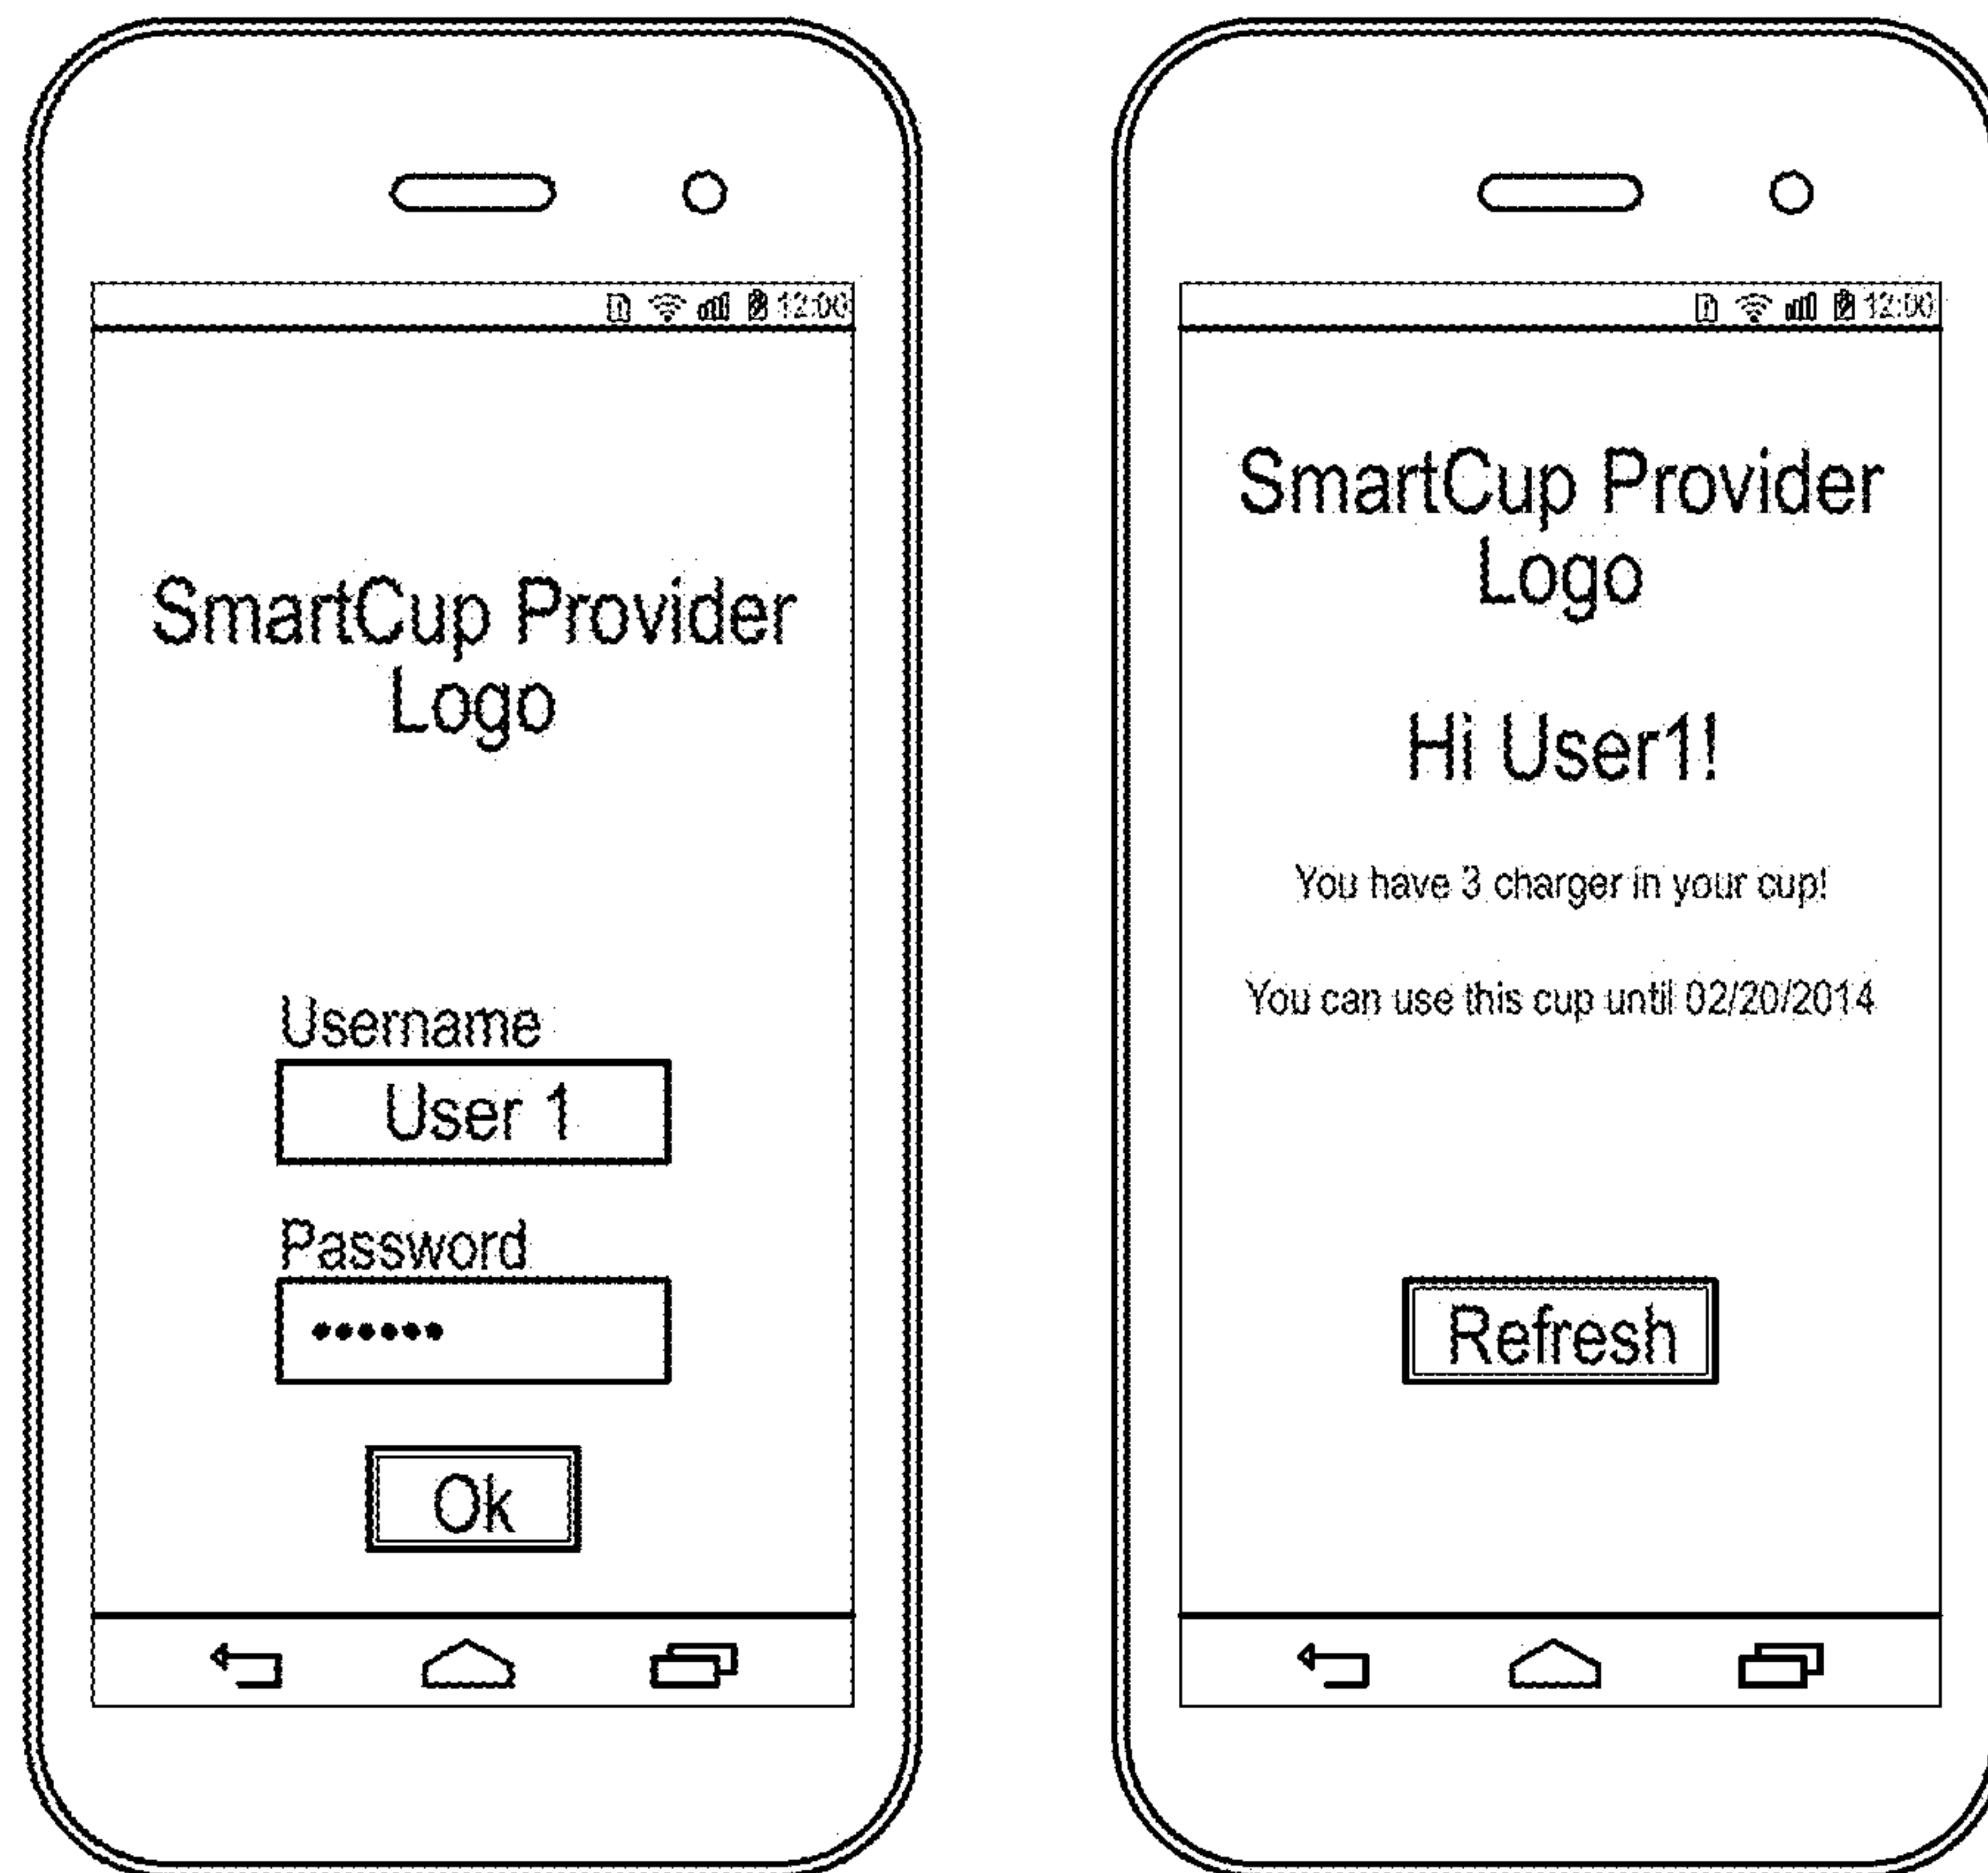 12:00
SmartCup Provider
Logo
Username
User 1
Password
••••••
Ok
12:00
SmartCup Provider
Logo
Hi User1!
You have 3 charger in your cup!
You can use this cup until 02/20/2014
Refresh